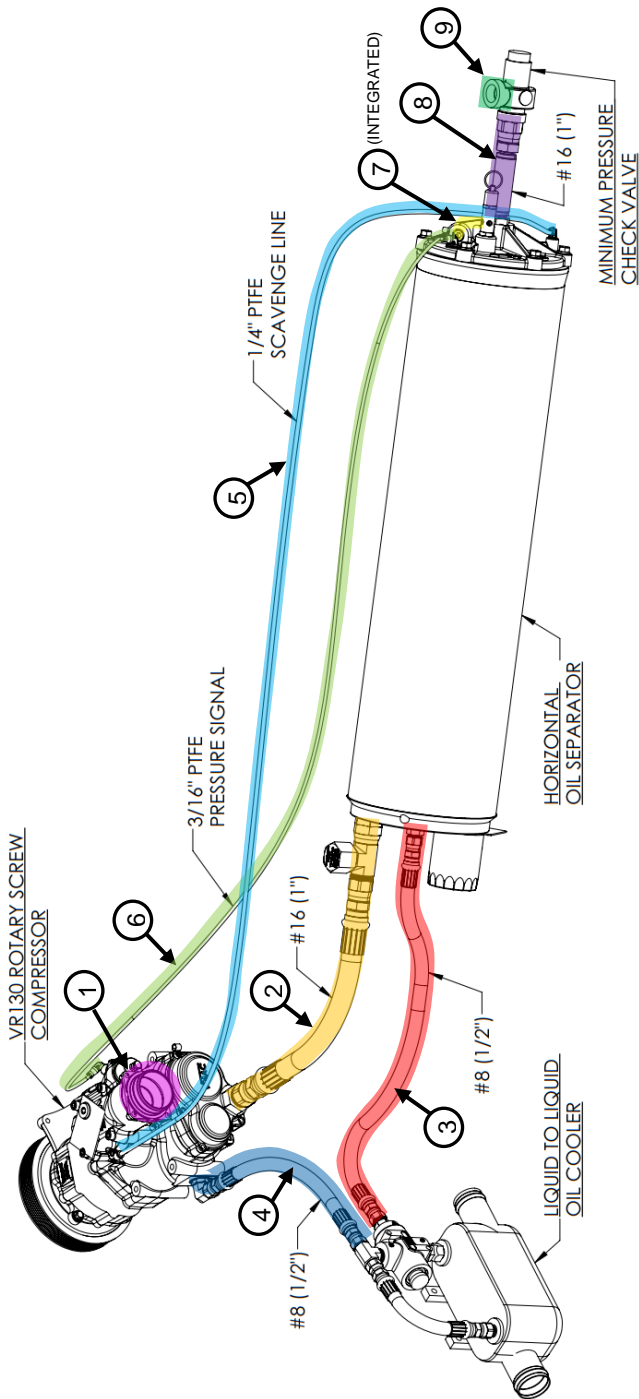 VR130 ROTARY SCREW
COMPRESSOR
1
6
3/16" PTFE
PRESSURE SIGNAL
5
1/4" PTFE
SCAVENGE LINE
7
(INTEGRATED)
8
9
#16 (1")
MINIMUM PRESSURE
CHECK VALVE
2
#16 (1")
HORIZONTAL
OIL SEPARATOR
4
#8 (1/2")
3
#8 (1/2")
LIQUID TO LIQUID
OIL COOLER